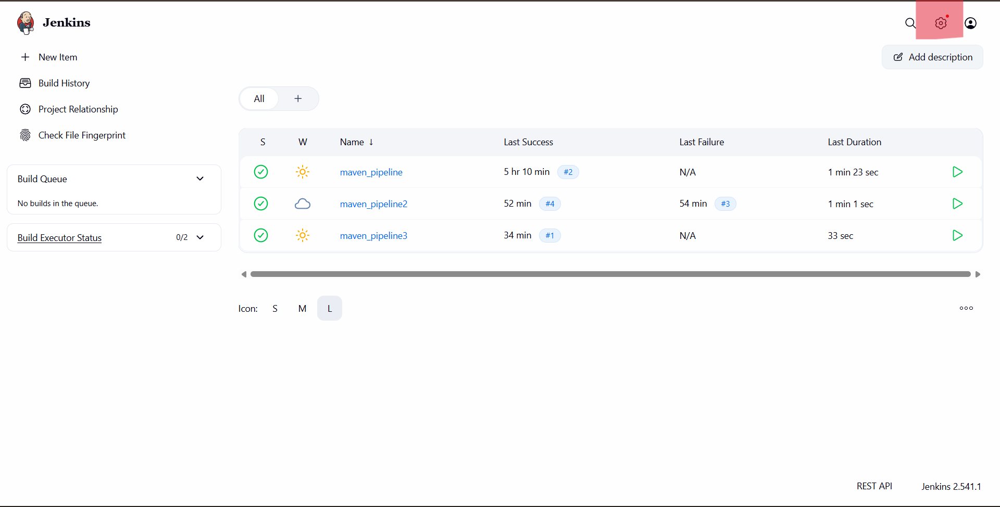 Jenkins
New Item
Build History
Project Relationship
Check File Fingerprint
Build Queue
No builds in the queue.
Build Executor Status 0/2
Add description
All +
S W Name ↓ Last Success Last Failure Last Duration
maven_pipeline 5 hr 10 min #2 N/A 1 min 23 sec
maven_pipeline2 52 min #4 54 min #3 1 min 1 sec
maven_pipeline3 34 min #1 N/A 33 sec
Icon: S M L
REST API Jenkins 2.541.1